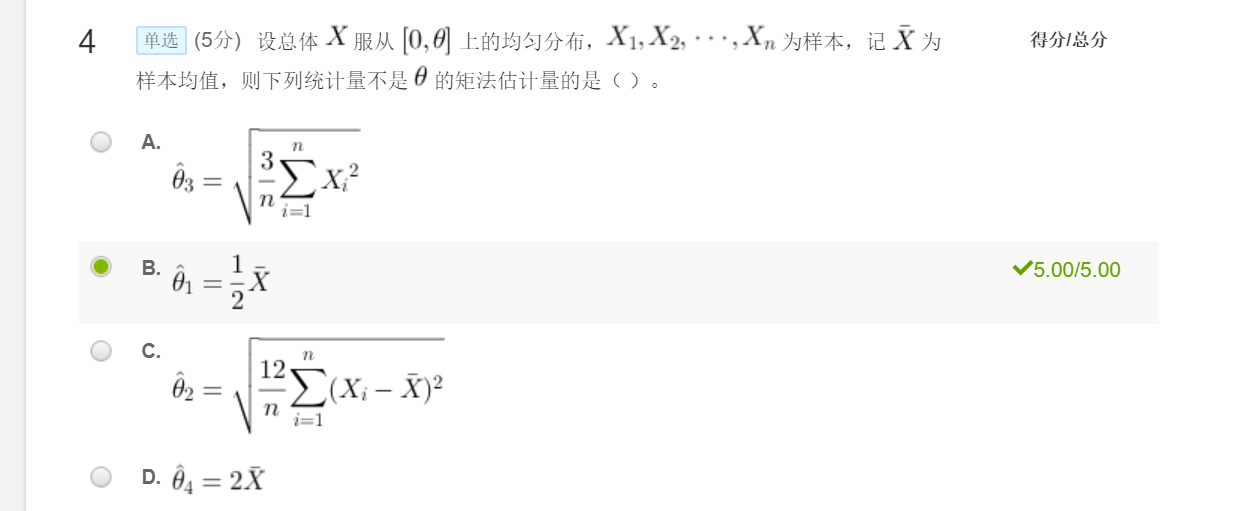 4 单选 (5分) 设总体 X 服从 [0, θ] 上的均匀分布，X₁, X₂, ⋯, Xₙ 为样本，记 X̄ 为 得分/总分
样本均值，则下列统计量不是 θ 的矩法估计量的是（ ）。
A. θ̂₃ = √(3/n ∑ᵢ₌₁ⁿ Xᵢ²)
B. θ̂₁ = 1/2 X̄ ✔5.00/5.00
C. θ̂₂ = √(12/n ∑ᵢ₌₁ⁿ (Xᵢ − X̄)²)
D. θ̂₄ = 2X̄